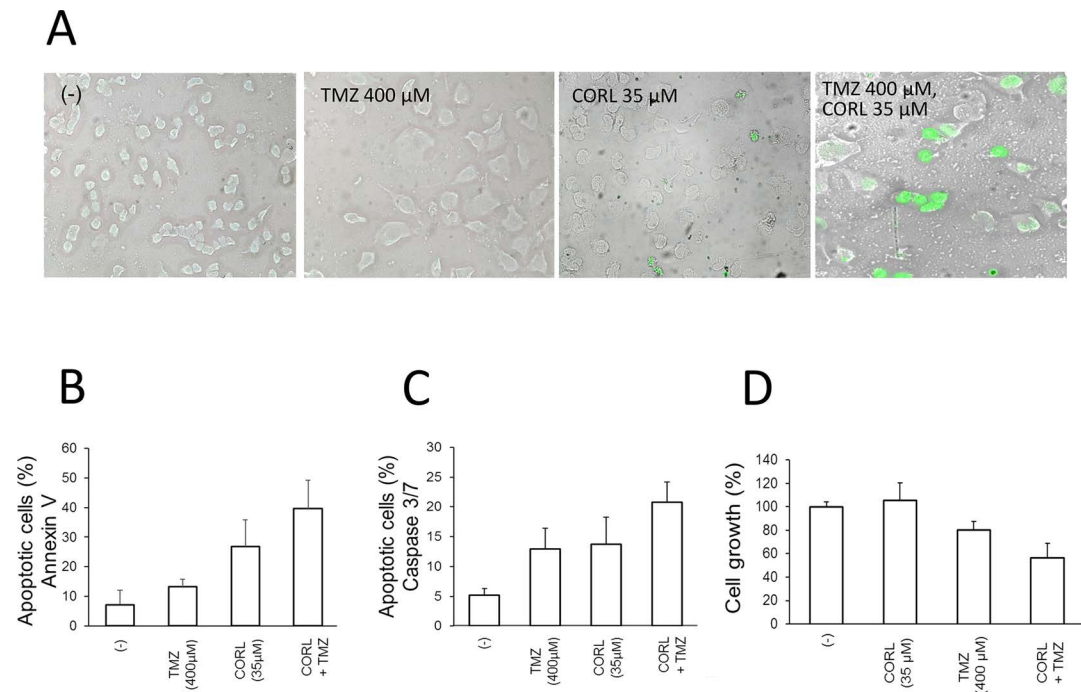 A
(-)
TMZ 400 µM
CORL 35 µM
TMZ 400 µM,
CORL 35 µM
B
Apoptotic cells (%)
Annexin V
60
50
40
30
20
10
0
(-)
TMZ
(400µM)
CORL
(35µM)
CORL
+ TMZ
C
Apoptotic cells (%)
Caspase 3/7
30
25
20
15
10
5
0
(-)
TMZ
(400µM)
CORL
(35µM)
CORL
+ TMZ
D
Cell growth (%)
140
120
100
80
60
40
20
0
(-)
CORL
(35 µM)
TMZ
(400 µM)
CORL
+ TMZ